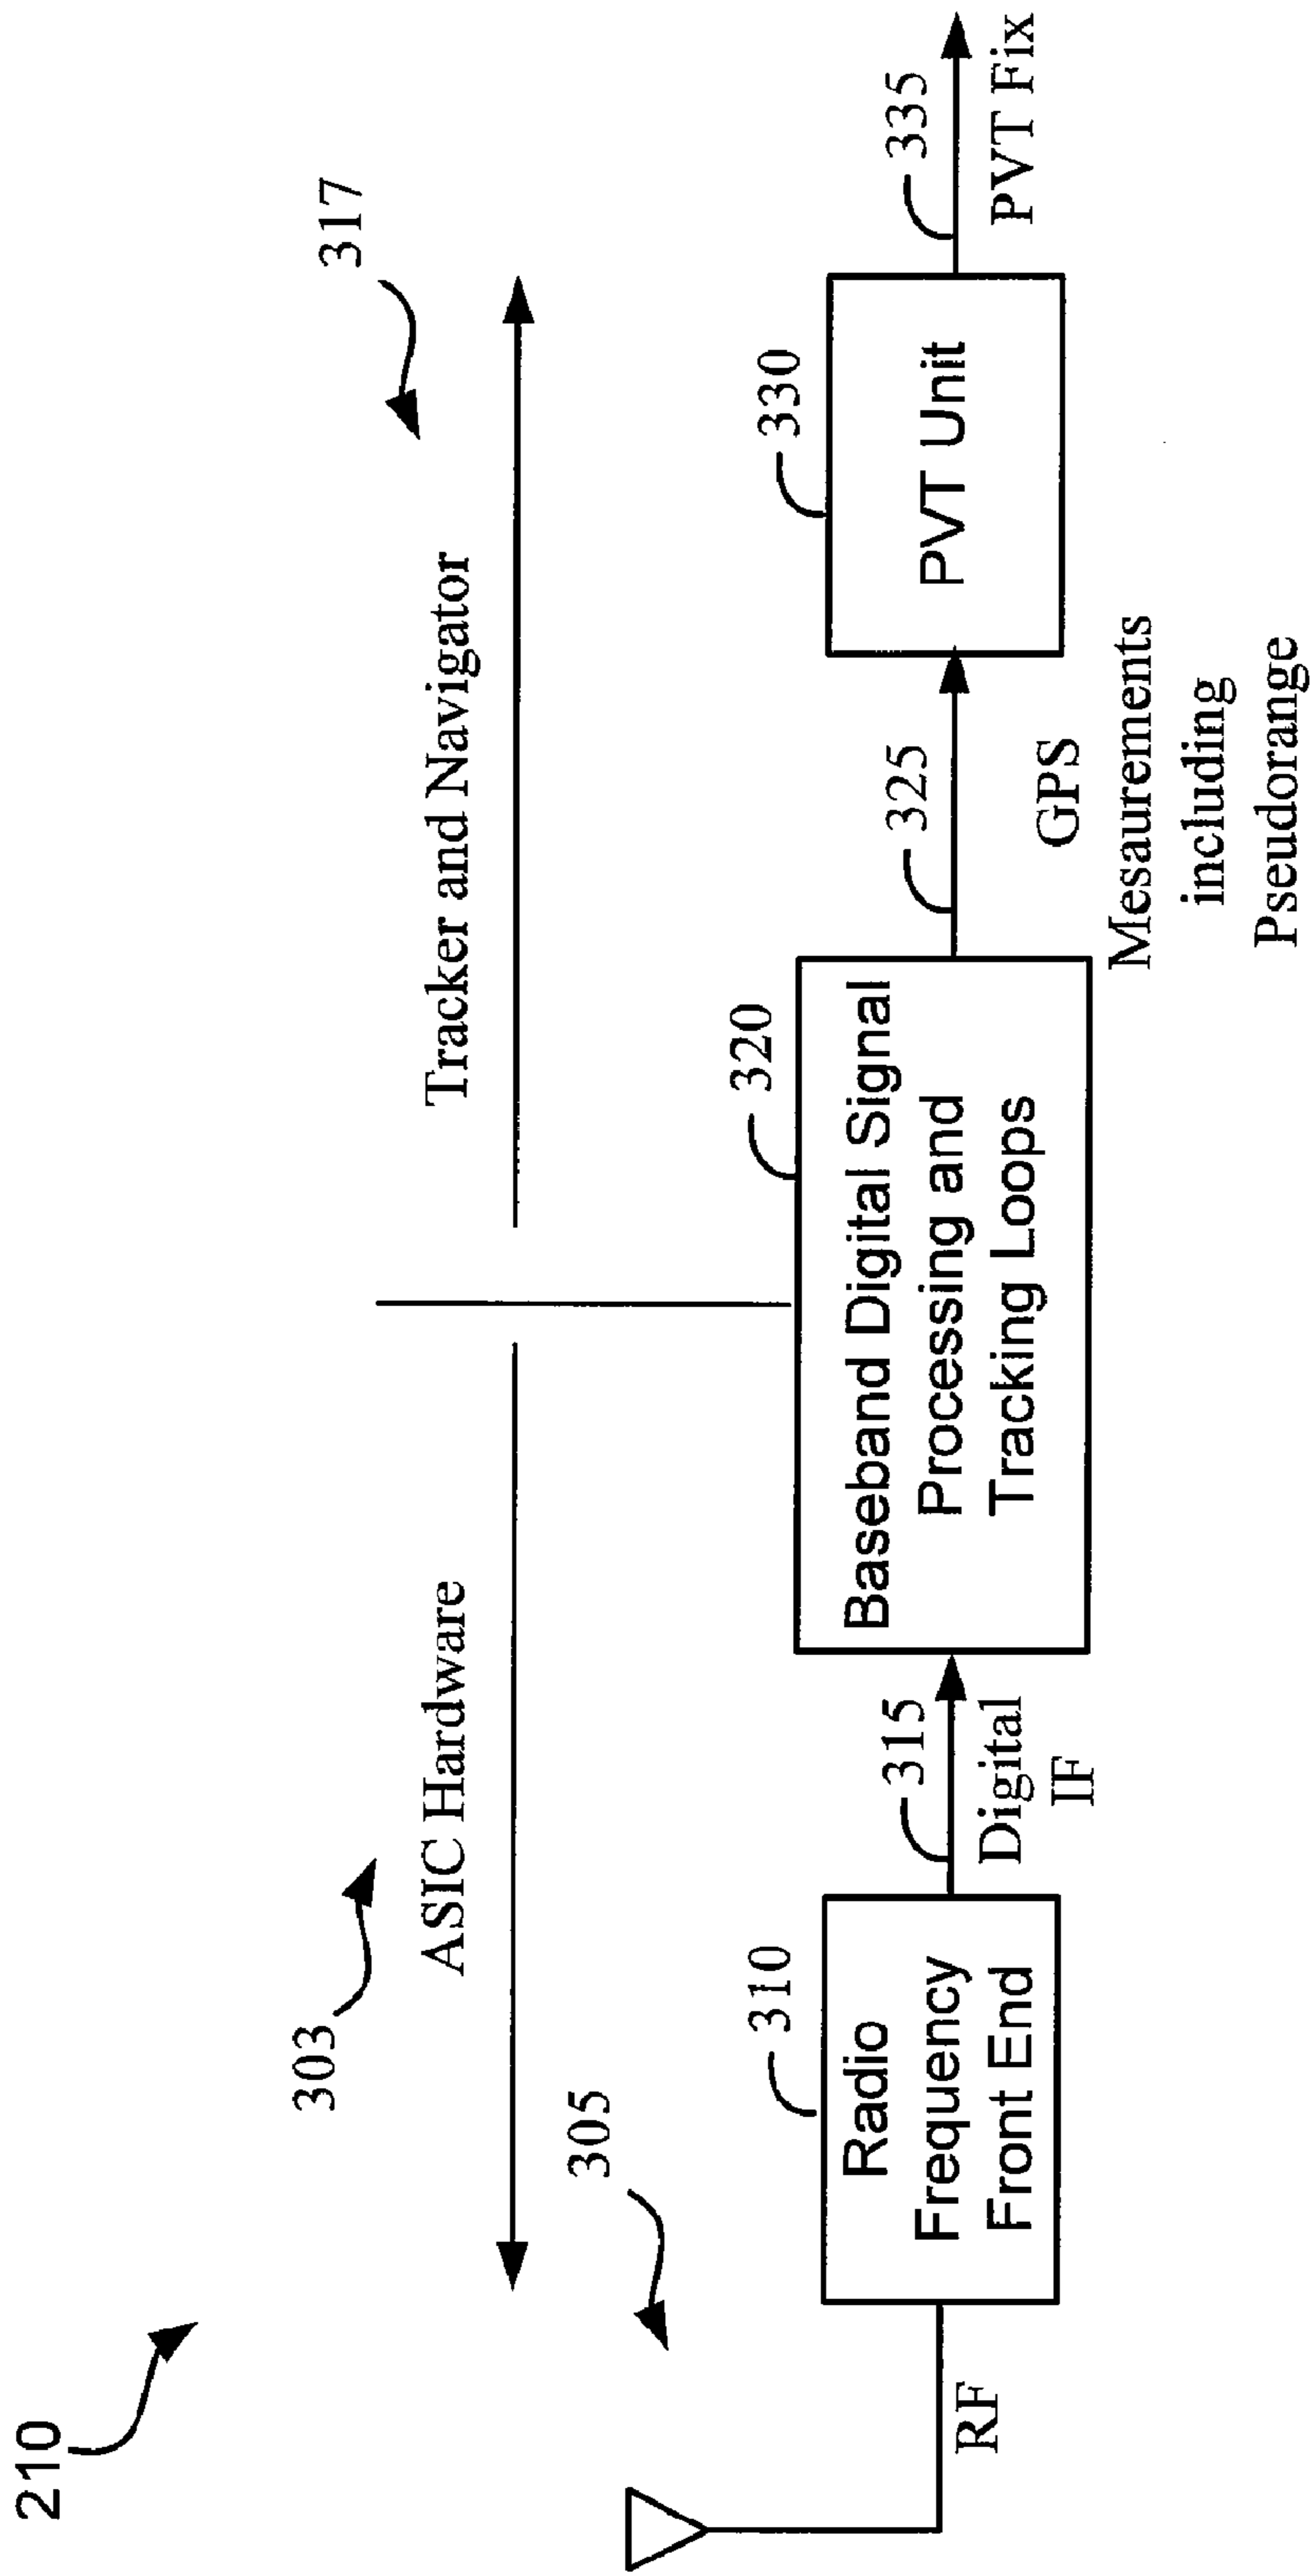 210
303
317
ASIC Hardware
Tracker and Navigator
305
310
320
330
Radio
Frequency
Front End
Baseband Digital Signal
Processing and
Tracking Loops
PVT Unit
315
325
335
RF
Digital
IF
GPS
Mesaurements
including
Pseudorange
PVT Fix